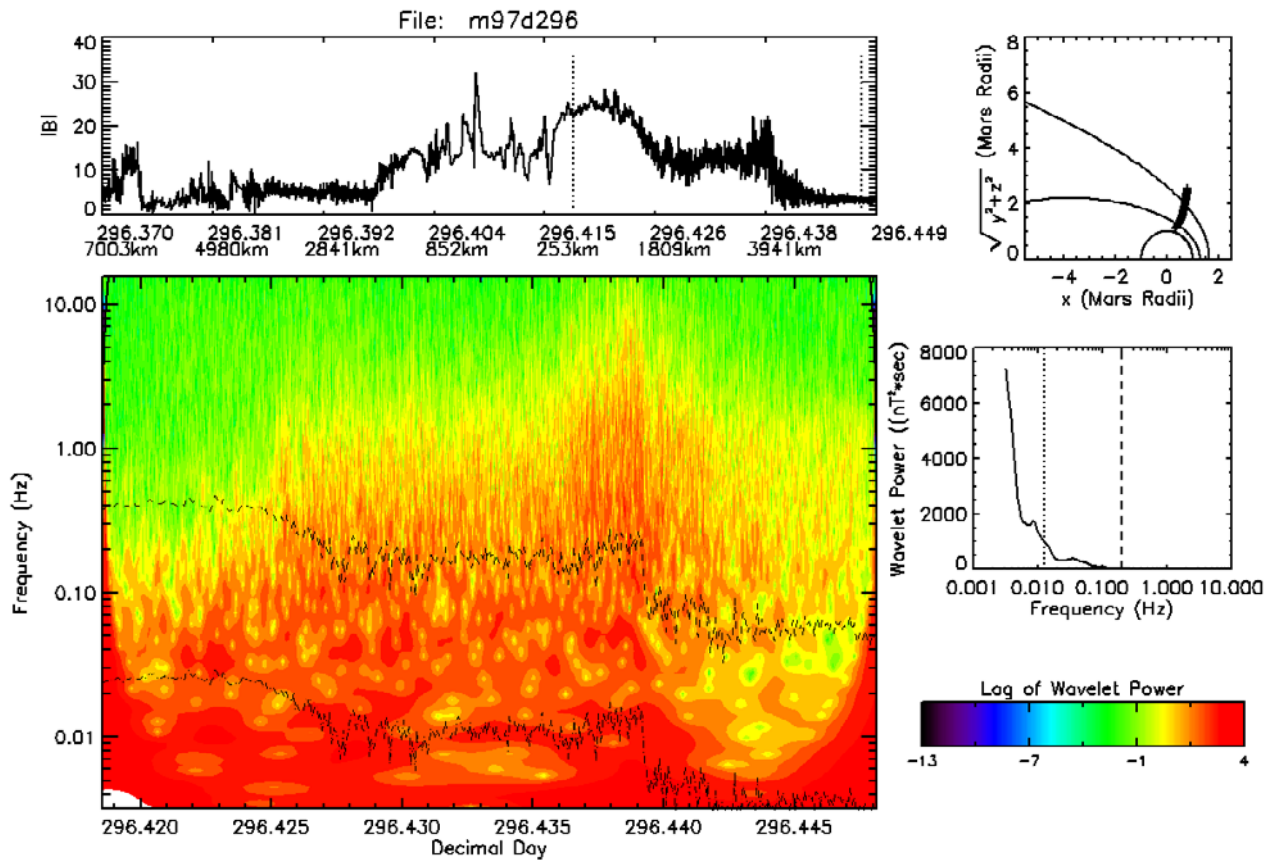 File: m97d296
40
30
20
10
0
|B|
296.370 296.381 296.392 296.404 296.415 296.426 296.438 296.449
7003km 4980km 2841km 852km 253km 1809km 3941km
8
6
4
2
0
√y²+z² (Mars Radii)
-4 -2 0 2
x (Mars Radii)
10.00
1.00
0.10
0.01
Frequency (Hz)
296.420 296.425 296.430 296.435 296.440 296.445
Decimal Day
8000
6000
4000
2000
0
Wavelet Power ((nT²*sec)
0.001 0.010 0.100 1.000 10.000
Frequency (Hz)
Log of Wavelet Power
-13 -7 -1 4